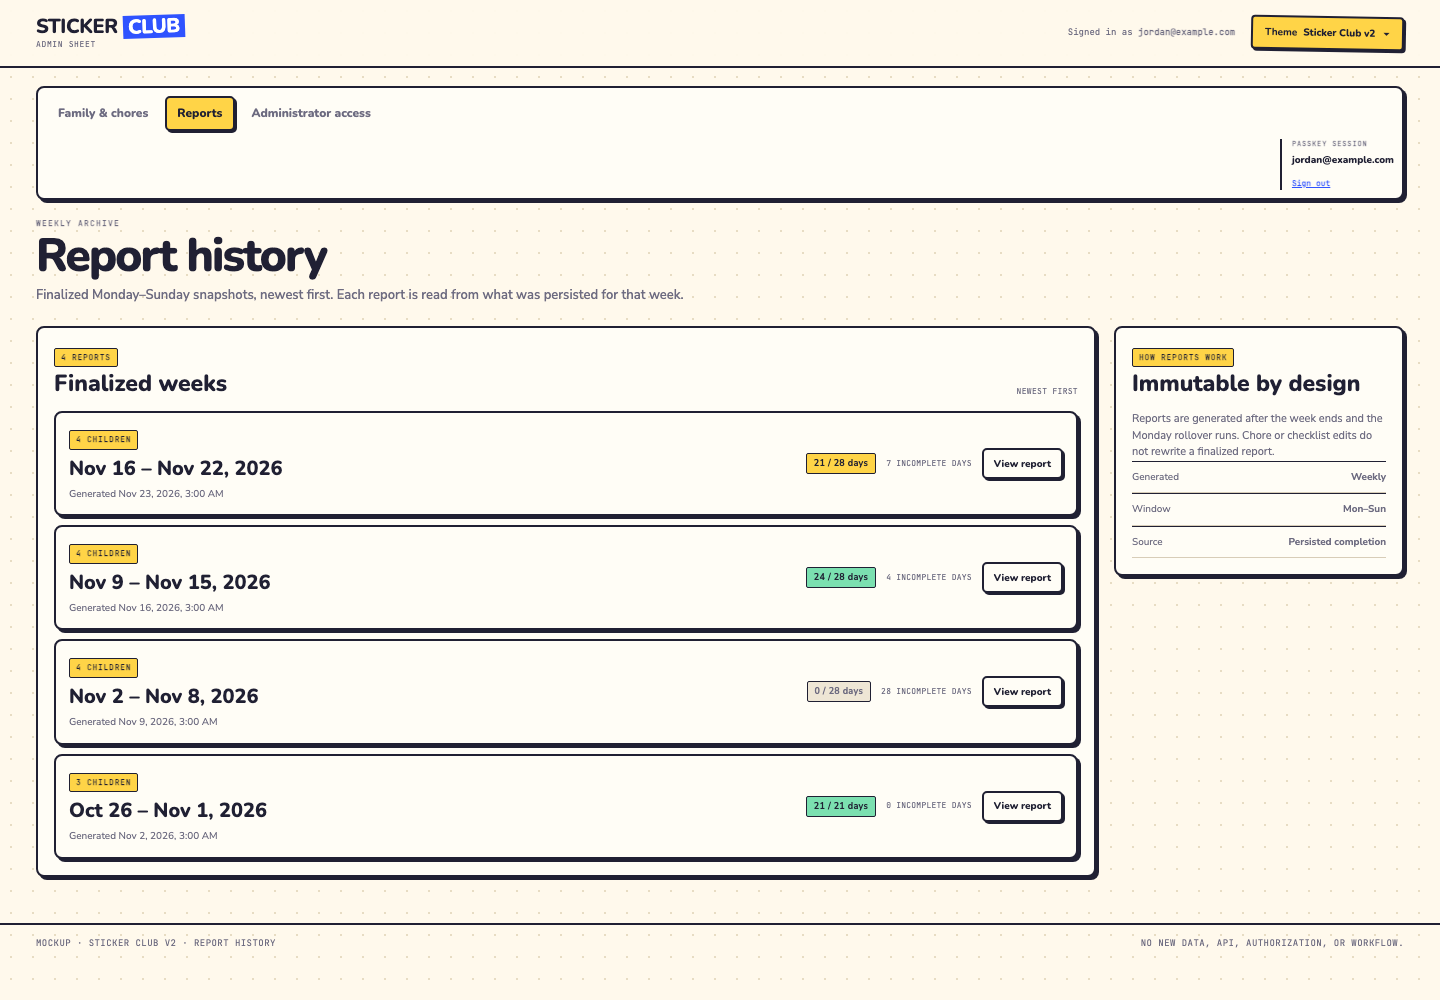 STICKER CLUB
ADMIN SHEET
Signed in as jordan@example.com
Theme Sticker Club v2
Family & chores
Reports
Administrator access
PASSKEY SESSION
jordan@example.com
Sign out
WEEKLY ARCHIVE
Report history
Finalized Monday–Sunday snapshots, newest first. Each report is read from what was persisted for that week.
4 REPORTS
Finalized weeks
NEWEST FIRST
4 CHILDREN
Nov 16 – Nov 22, 2026
Generated Nov 23, 2026, 3:00 AM
21 / 28 days
7 INCOMPLETE DAYS
View report
4 CHILDREN
Nov 9 – Nov 15, 2026
Generated Nov 16, 2026, 3:00 AM
24 / 28 days
4 INCOMPLETE DAYS
View report
4 CHILDREN
Nov 2 – Nov 8, 2026
Generated Nov 9, 2026, 3:00 AM
0 / 28 days
28 INCOMPLETE DAYS
View report
3 CHILDREN
Oct 26 – Nov 1, 2026
Generated Nov 2, 2026, 3:00 AM
21 / 21 days
0 INCOMPLETE DAYS
View report
HOW REPORTS WORK
Immutable by design
Reports are generated after the week ends and the
Monday rollover runs. Chore or checklist edits do
not rewrite a finalized report.
Generated Weekly
Window Mon–Sun
Source Persisted completion
MOCKUP · STICKER CLUB V2 · REPORT HISTORY
NO NEW DATA, API, AUTHORIZATION, OR WORKFLOW.